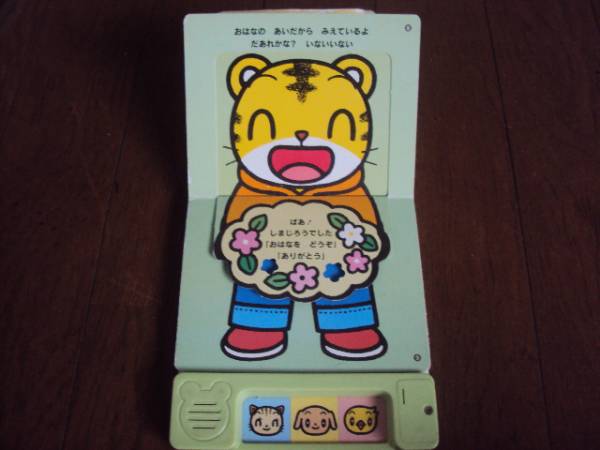 おはなの あいだから みえているよ
だあれかな? いないいない
ばあ!
しまじろうでした
「おはなを どうぞ」
「ありがとう」